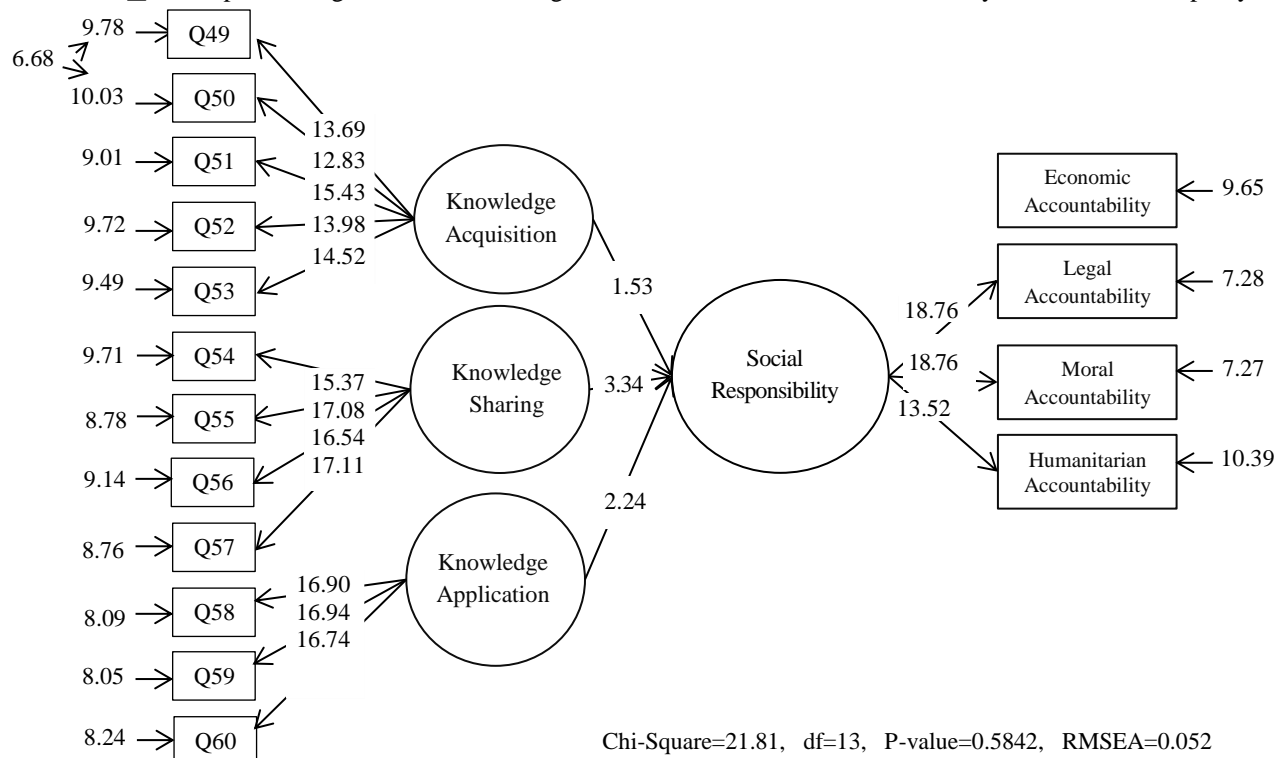 9.78
Q49
6.68
10.03
Q50
9.01
Q51
9.72
Q52
9.49
Q53
9.71
Q54
8.78
Q55
9.14
Q56
8.76
Q57
8.09
Q58
8.05
Q59
8.24
Q60
13.69
12.83
15.43
13.98
14.52
15.37
17.08
16.54
17.11
16.90
16.94
16.74
Knowledge
Acquisition
Knowledge
Sharing
Knowledge
Application
1.53
3.34
2.24
Social
Responsibility
18.76
18.76
13.52
Economic
Accountability
9.65
Legal
Accountability
7.28
Moral
Accountability
7.27
Humanitarian
Accountability
10.39
Chi-Square=21.81, df=13, P-value=0.5842, RMSEA=0.052